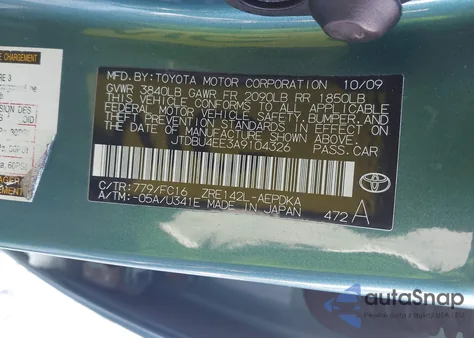 CHARGEMENT
MFD. BY: TOYOTA MOTOR CORPORATION 10/09
GVWR 3840LB GAWR FR 2090LB RR 1850LB
THIS VEHICLE CONFORMS TO ALL APPLICABLE
FEDERAL MOTOR VEHICLE SAFETY, BUMPER, AND
THEFT PREVENTION STANDARDS IN EFFECT ON
THE DATE OF MANUFACTURE SHOWN ABOVE.
JTDBU4EE3A9104326 PASS. CAR
C/TR: 779/FC16 ZRE142L-AEPDKA
A/TM: -05A/U341E MADE IN JAPAN 472 A
TOYOTA
autoSnap